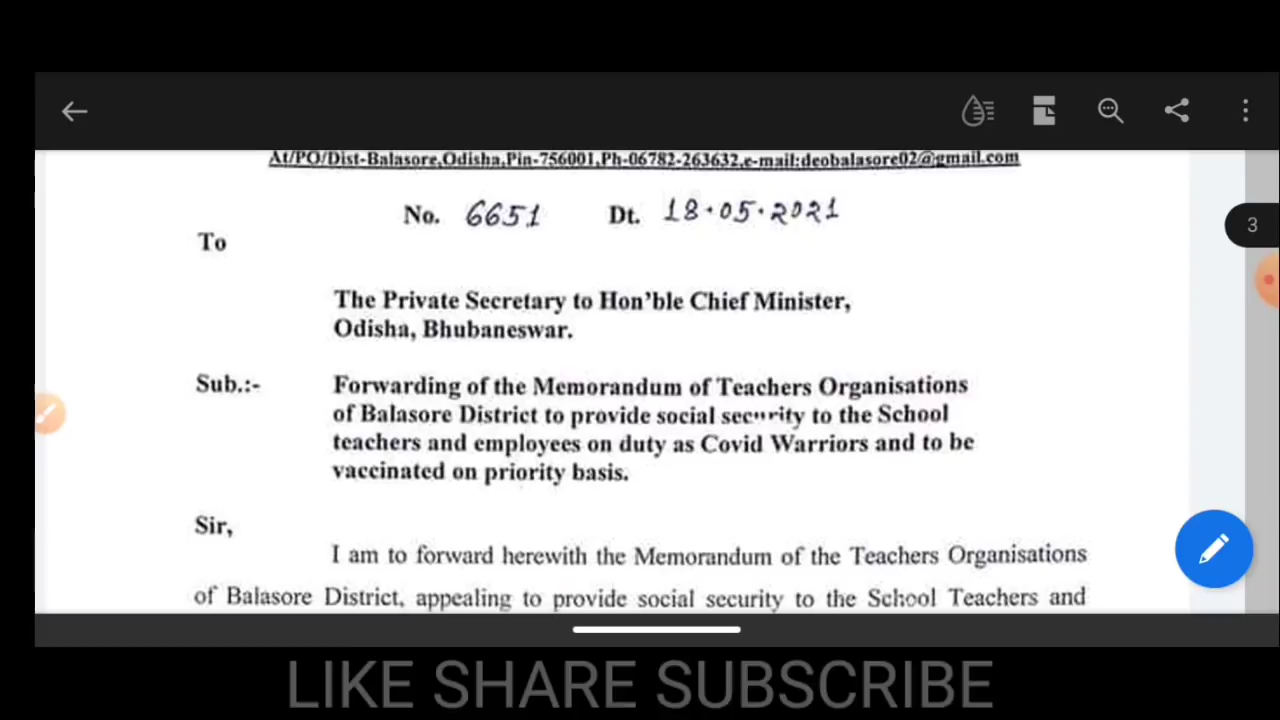 At/PO/Dist-Balasore,Odisha,Pin-756001,Ph-06782-263632,e-mail:deobalasore02@gmail.com
No. 6651 Dt. 18.05.2021
To
3
The Private Secretary to Hon'ble Chief Minister,
Odisha, Bhubaneswar.
Sub.:- Forwarding of the Memorandum of Teachers Organisations
of Balasore District to provide social security to the School
teachers and employees on duty as Covid Warriors and to be
vaccinated on priority basis.
Sir,
I am to forward herewith the Memorandum of the Teachers Organisations
of Balasore District, appealing to provide social security to the School Teachers and
LIKE SHARE SUBSCRIBE